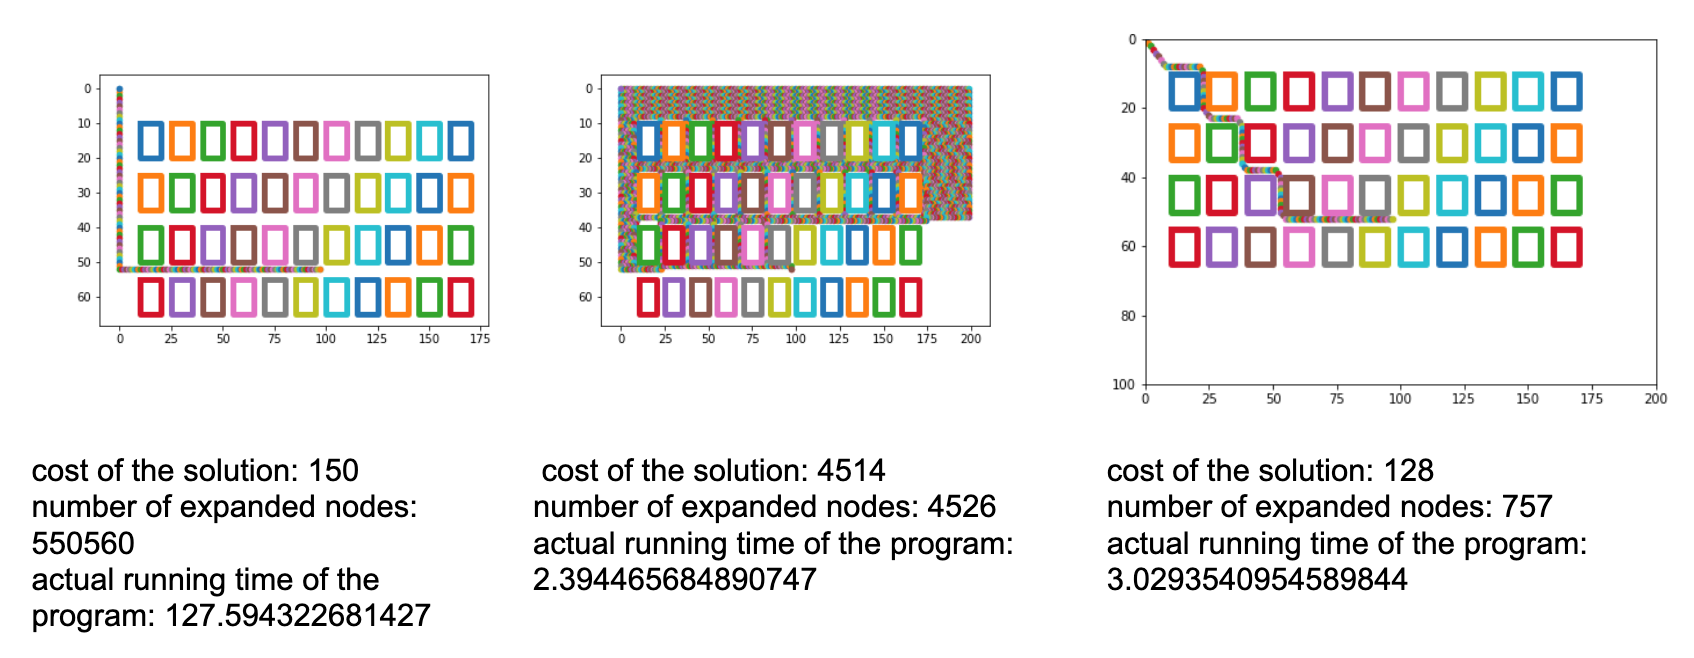 0
10
20
30
40
50
60
0 25 50 75 100 125 150 175
0
10
20
30
40
50
60
0 25 50 75 100 125 150 175 200
0
20
40
60
80
100
0 25 50 75 100 125 150 175 200
cost of the solution: 150
number of expanded nodes:
550560
actual running time of the
program: 127.594322681427
cost of the solution: 4514
number of expanded nodes: 4526
actual running time of the program:
2.394465684890747
cost of the solution: 128
number of expanded nodes: 757
actual running time of the program:
3.0293540954589844